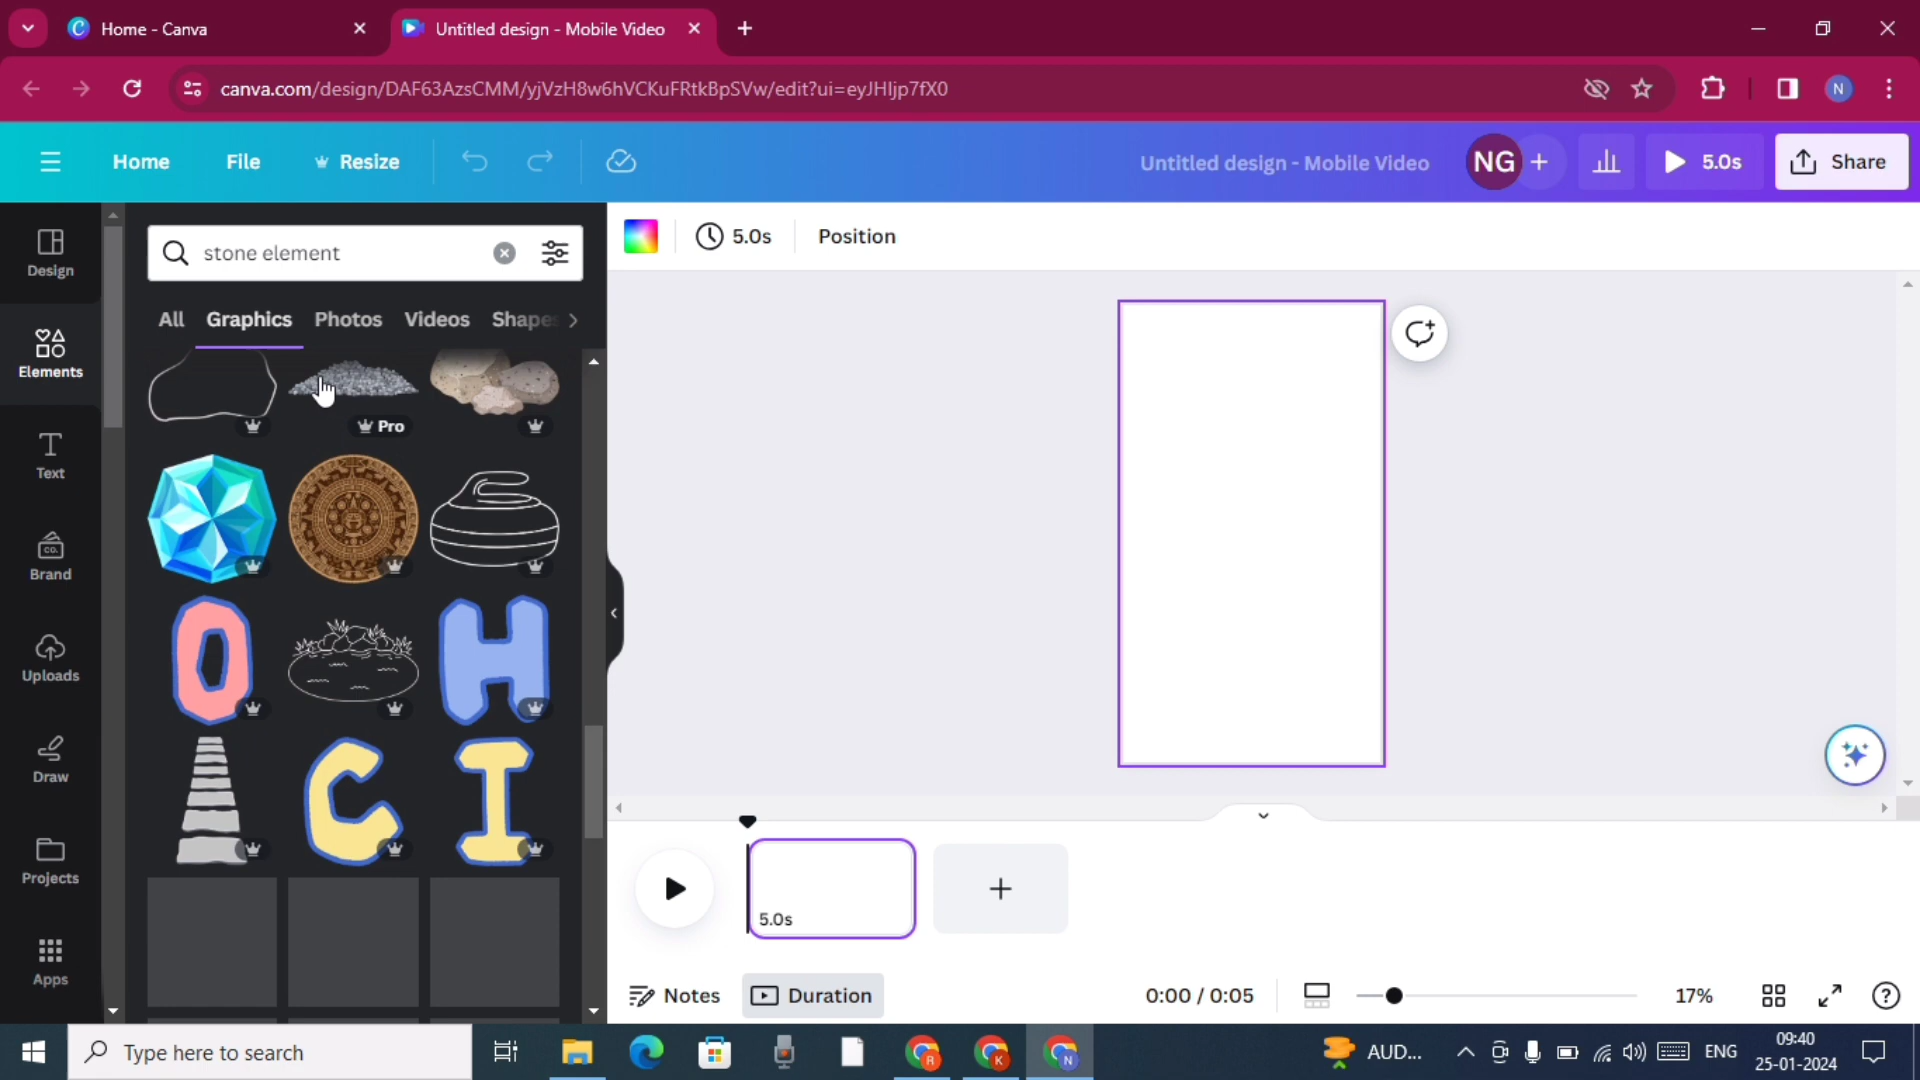 Home - Canva
Untitled design - Mobile Video
canva.com/design/DAF63AzsCMM/yjVzH8w6hVCKuFRtkBpSVw/edit?ui=eyJHIjp7fX0
N
Home
File
Resize
Untitled design - Mobile Video
NG
5.0s
Share
Design
Elements
Text
CO.
Brand
Uploads
Draw
Projects
Apps
stone element
All
Graphics
Photos
Videos
Shapes
Pro
O
H
C
I
5.0s
Position
5.0s
Notes
Duration
0:00 / 0:05
17%
Type here to search
R
K
N
AUD...
ENG
09:40
25-01-2024